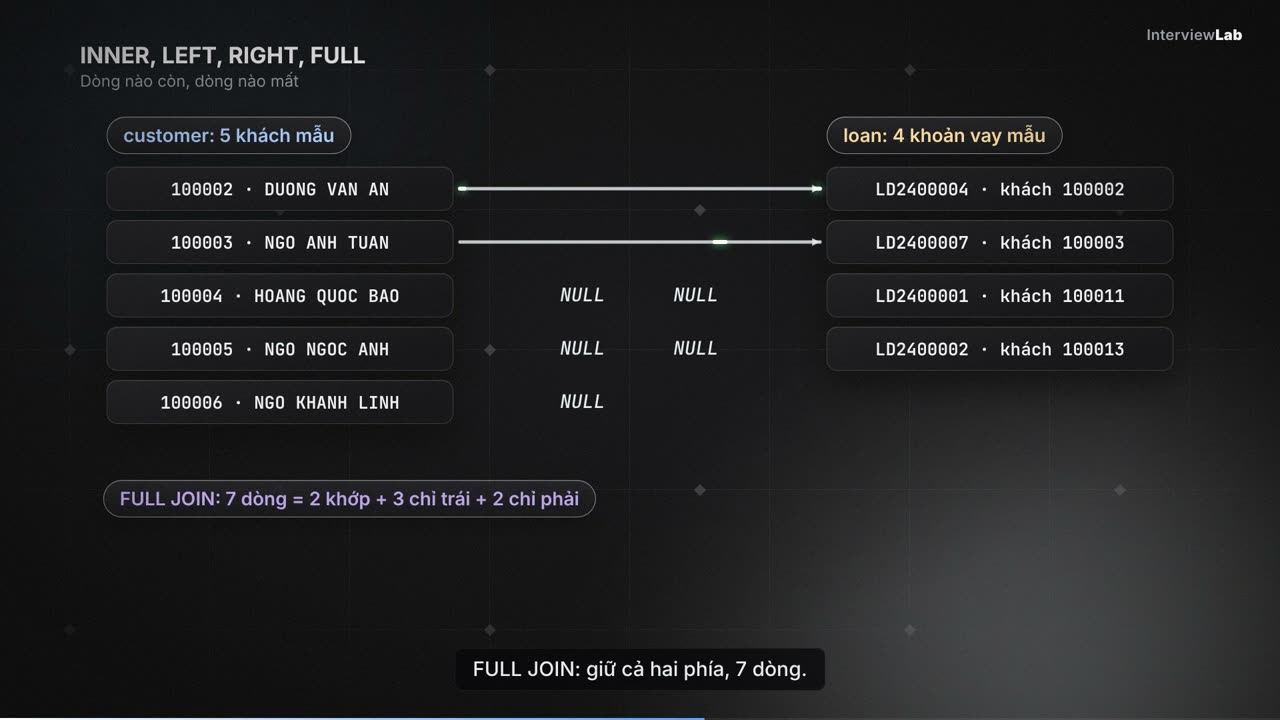 INNER, LEFT, RIGHT, FULL
Dòng nào còn, dòng nào mất
InterviewLab
customer: 5 khách mẫu
loan: 4 khoản vay mẫu
100002 · DUONG VAN AN
LD2400004 · khách 100002
100003 · NGO ANH TUAN
LD2400007 · khách 100003
100004 · HOANG QUOC BAO
NULL NULL
LD2400001 · khách 100011
100005 · NGO NGOC ANH
NULL NULL
LD2400002 · khách 100013
100006 · NGO KHANH LINH
NULL
FULL JOIN: 7 dòng = 2 khớp + 3 chỉ trái + 2 chỉ phải
FULL JOIN: giữ cả hai phía, 7 dòng.